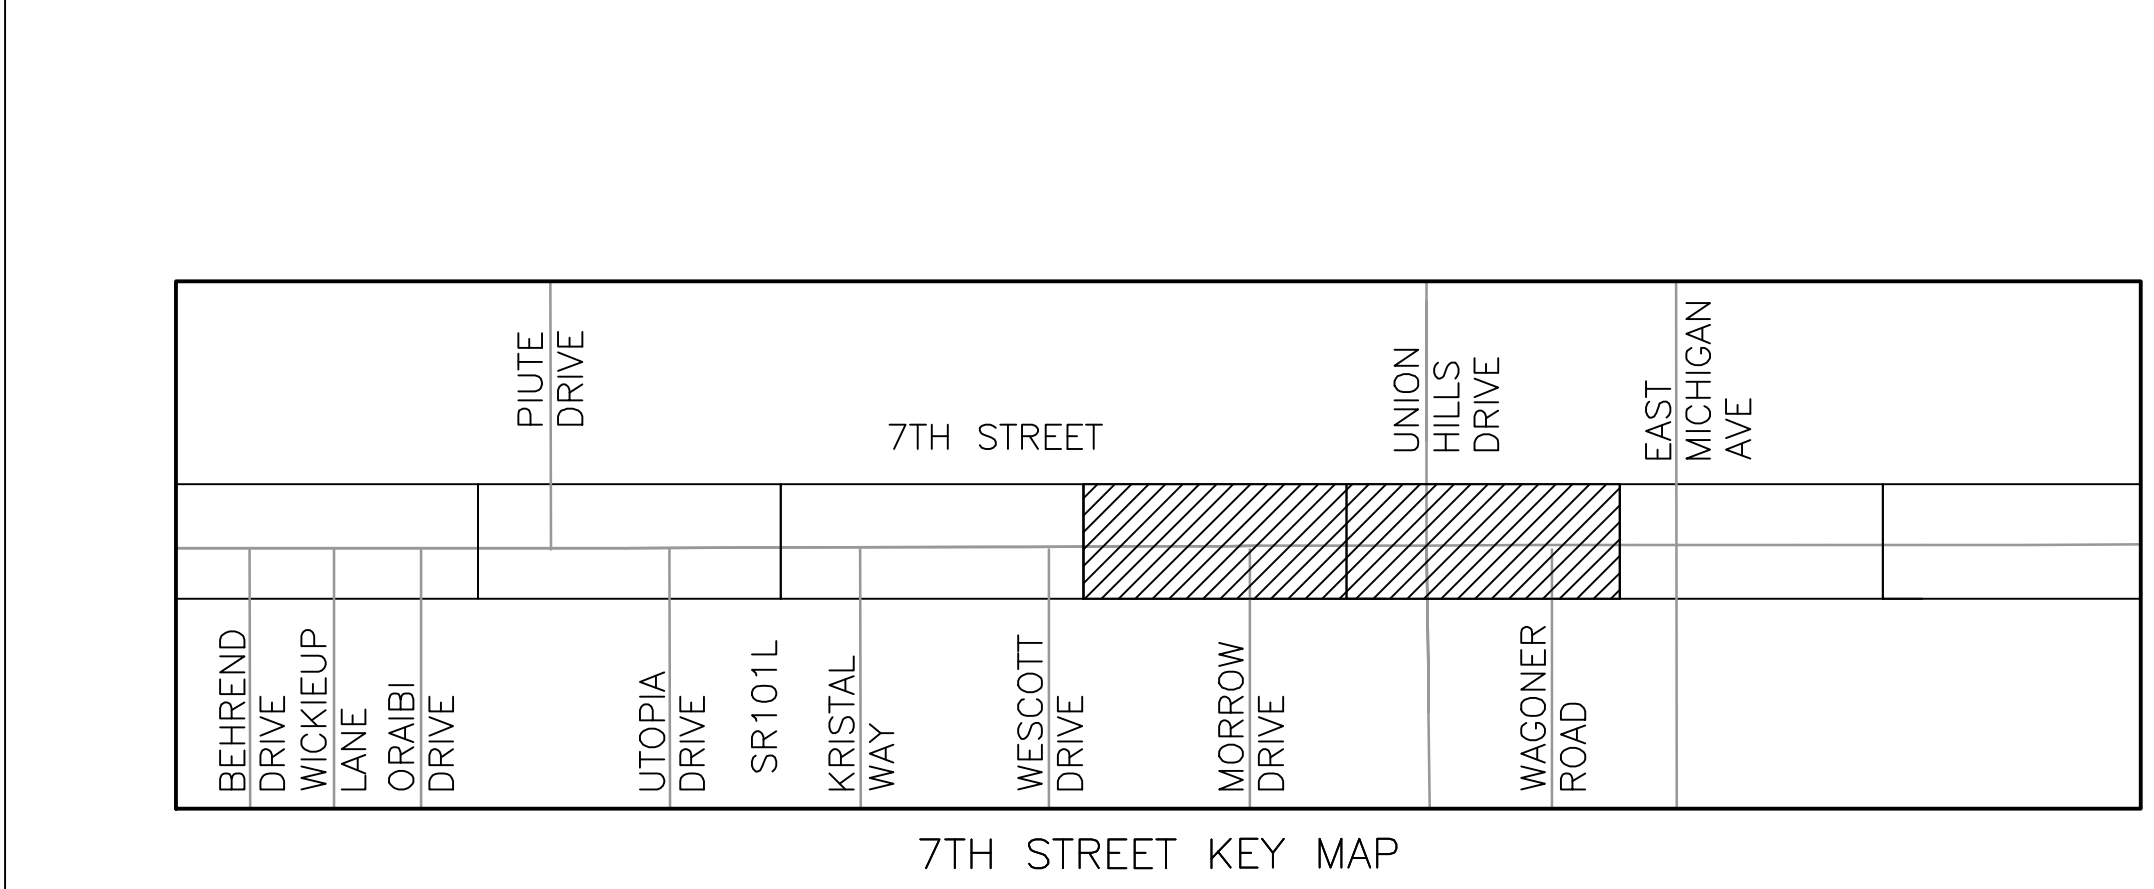 PIUTE
DRIVE
7TH STREET
UNION
HILLS
DRIVE
EAST
MICHIGAN
AVE
BEHREND
DRIVE
WICKIEUP
LANE
ORAIBI
DRIVE
UTOPIA
DRIVE
SR101L
KRISTAL
WAY
WESCOTT
DRIVE
MORROW
DRIVE
WAGONER
ROAD
7TH STREET KEY MAP